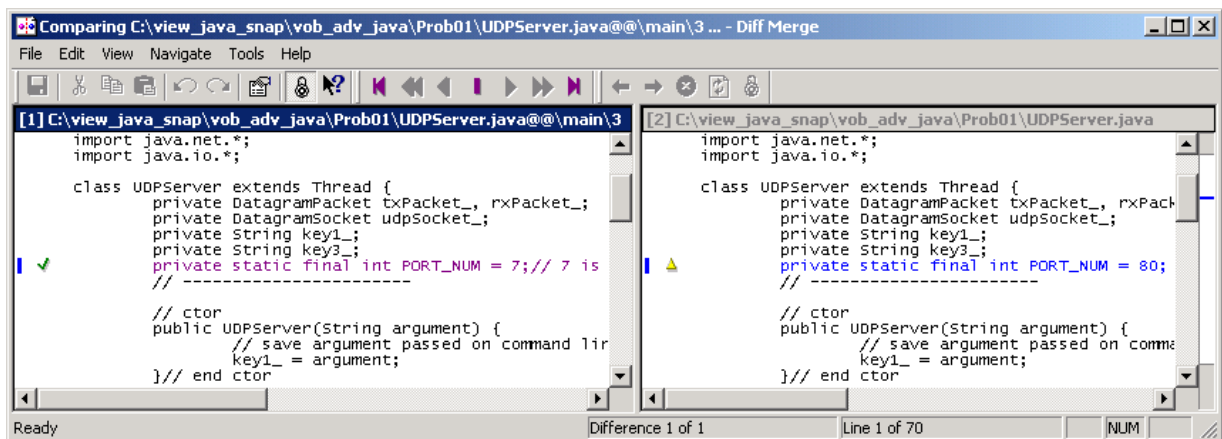 Comparing C:\view_java_snap\vob_adv_java\Prob01\UDPServer.java@@\main\3 ... - Diff Merge
File Edit View Navigate Tools Help
[1] C:\view_java_snap\vob_adv_java\Prob01\UDPServer.java@@\main\3
import java.net.*;
import java.io.*;
class UDPServer extends Thread {
private DatagramPacket txPacket_, rxPacket_;
private DatagramSocket udpSocket_;
private String key1_;
private String key3_;
private static final int PORT_NUM = 7;// 7 is
// ------------------------
// ctor
public UDPServer(String argument) {
// save argument passed on command lir
key1_ = argument;
}// end ctor
[2] C:\view_java_snap\vob_adv_java\Prob01\UDPServer.java
import java.net.*;
import java.io.*;
class UDPServer extends Thread {
private DatagramPacket txPacket_, rxPack
private DatagramSocket udpSocket_;
private String key1_;
private String key3_;
private static final int PORT_NUM = 80;
// ------------------------
// ctor
public UDPServer(String argument) {
// save argument passed on comma
key1_ = argument;
}// end ctor
Ready Difference 1 of 1 Line 1 of 70 NUM